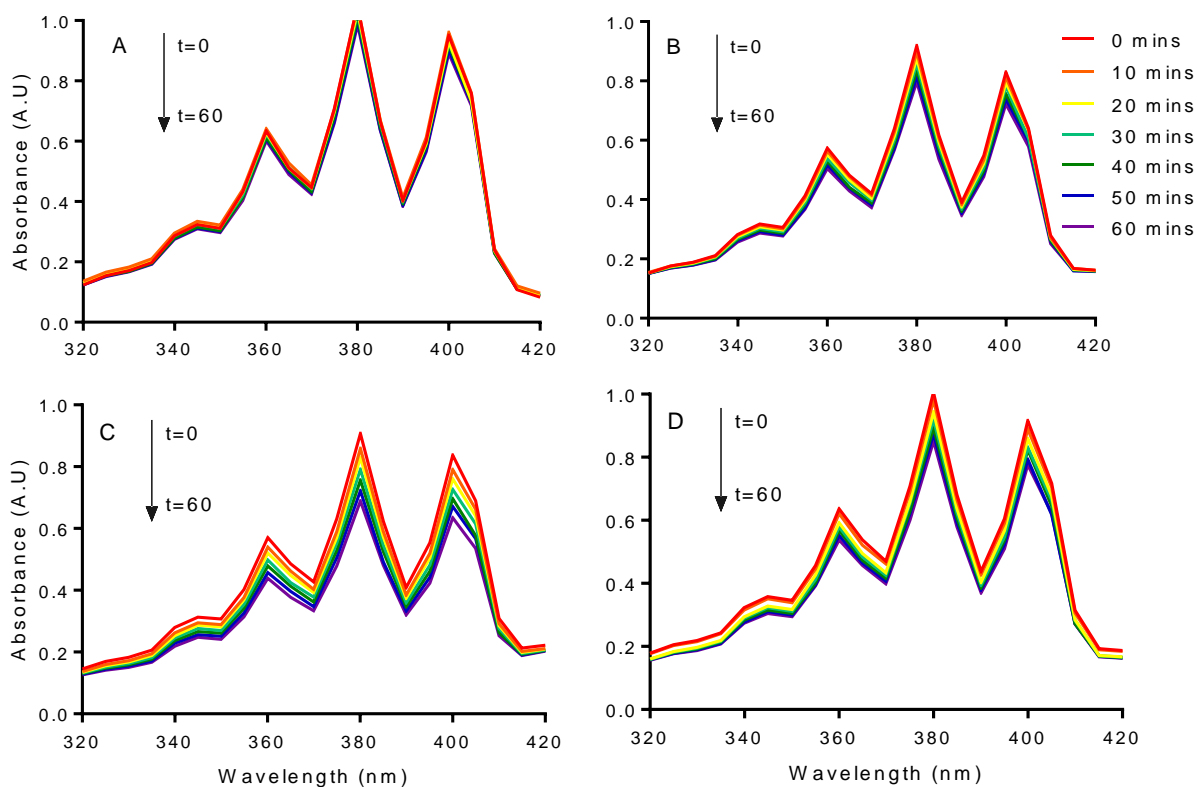 A
t=0
t=60
Absorbance (A.U)
1.0
0.8
0.6
0.4
0.2
0.0
320 340 360 380 400 420
B
t=0
t=60
1.0
0.8
0.6
0.4
0.2
0.0
320 340 360 380 400 420
0 mins
10 mins
20 mins
30 mins
40 mins
50 mins
60 mins
C
t=0
t=60
Absorbance (A.U)
1.0
0.8
0.6
0.4
0.2
0.0
320 340 360 380 400 420
Wavelength (nm)
D
t=0
t=60
1.0
0.8
0.6
0.4
0.2
0.0
320 340 360 380 400 420
Wavelength (nm)